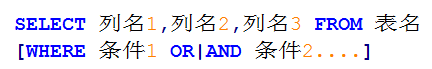 SELECT 列名1,列名2,列名3 FROM 表名
[WHERE 条件1 OR|AND 条件2....]